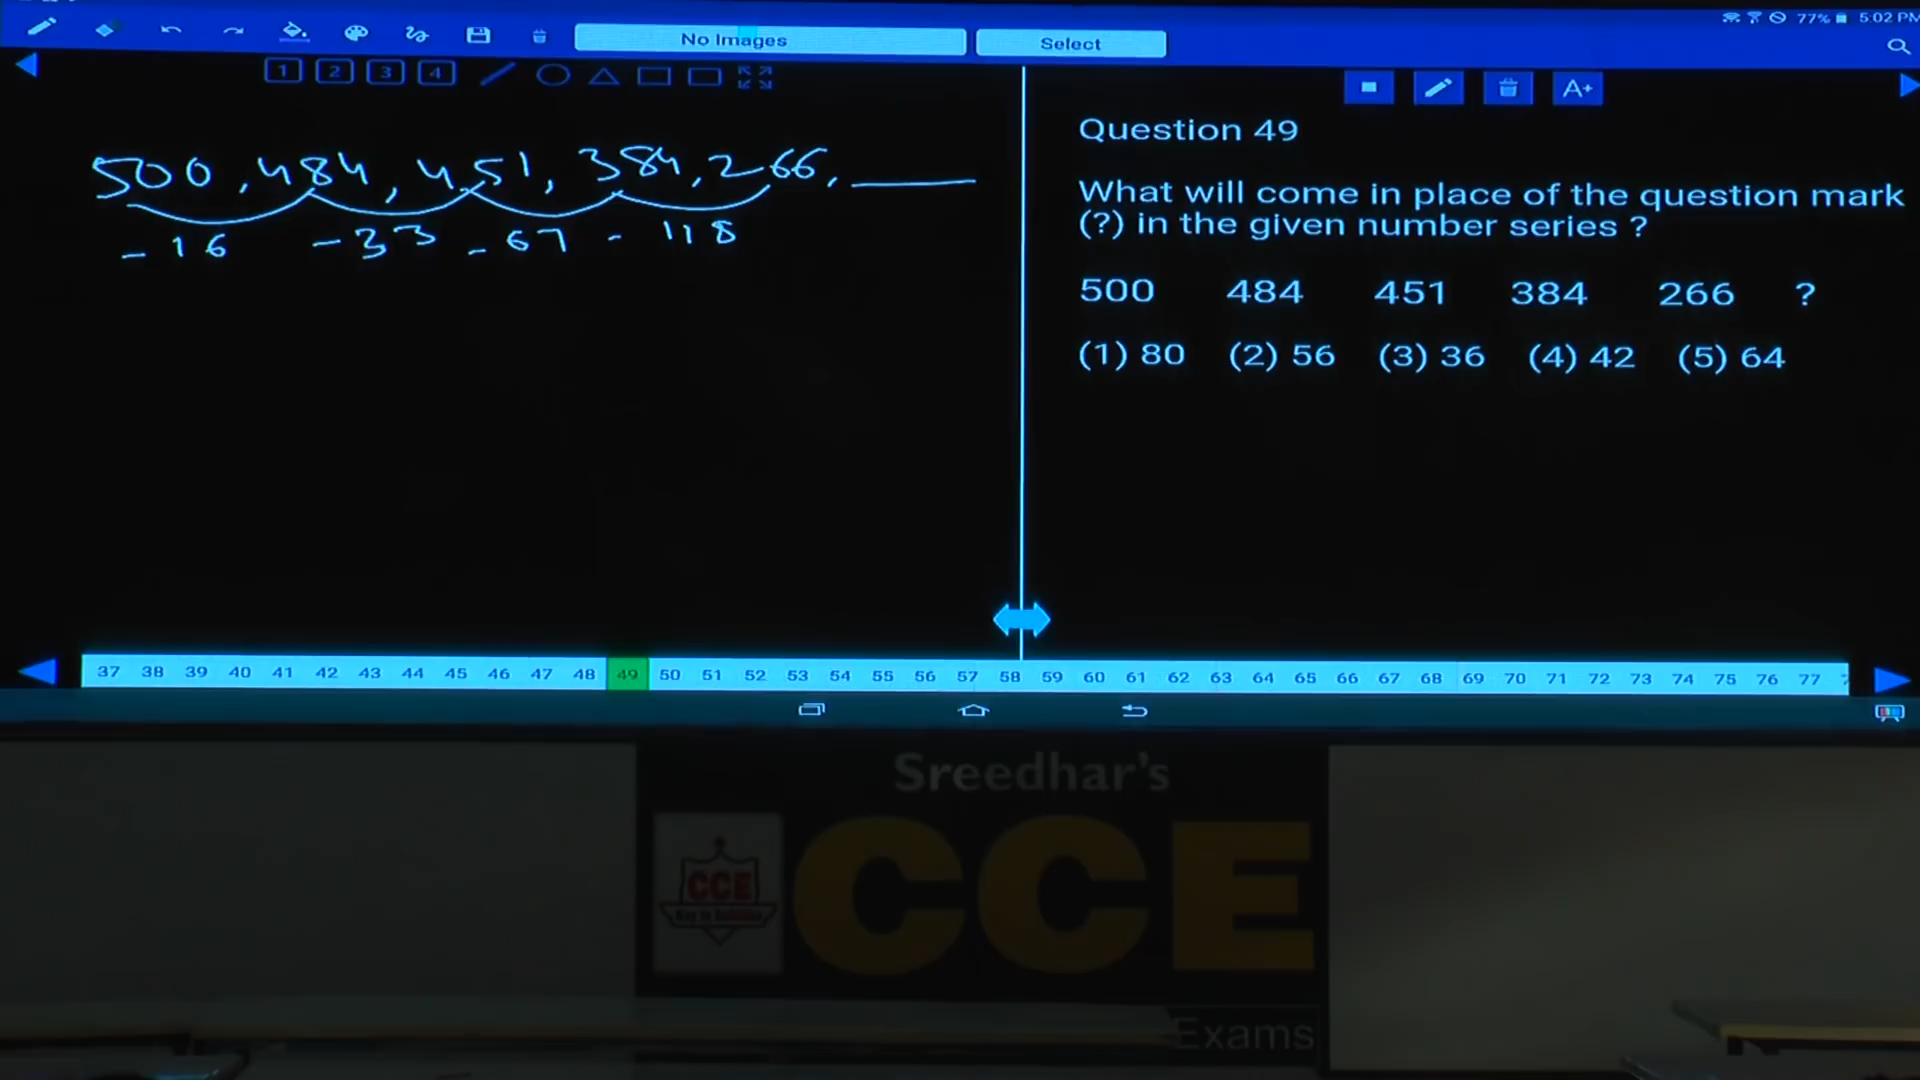 77% 5:02 PM
No Images Select
1 2 3 4
A+
500, 484, 451, 384, 266,
-16 -33 -67 -118
Question 49
What will come in place of the question mark
(?) in the given number series ?
500 484 451 384 266 ?
(1) 80 (2) 56 (3) 36 (4) 42 (5) 64
37 38 39 40 41 42 43 44 45 46 47 48 49 50 51 52 53 54 55 56 57 58 59 60 61 62 63 64 65 66 67 68 69 70 71 72 73 74 75 76 77
Sreedhar's
CCE
CCE
Exams